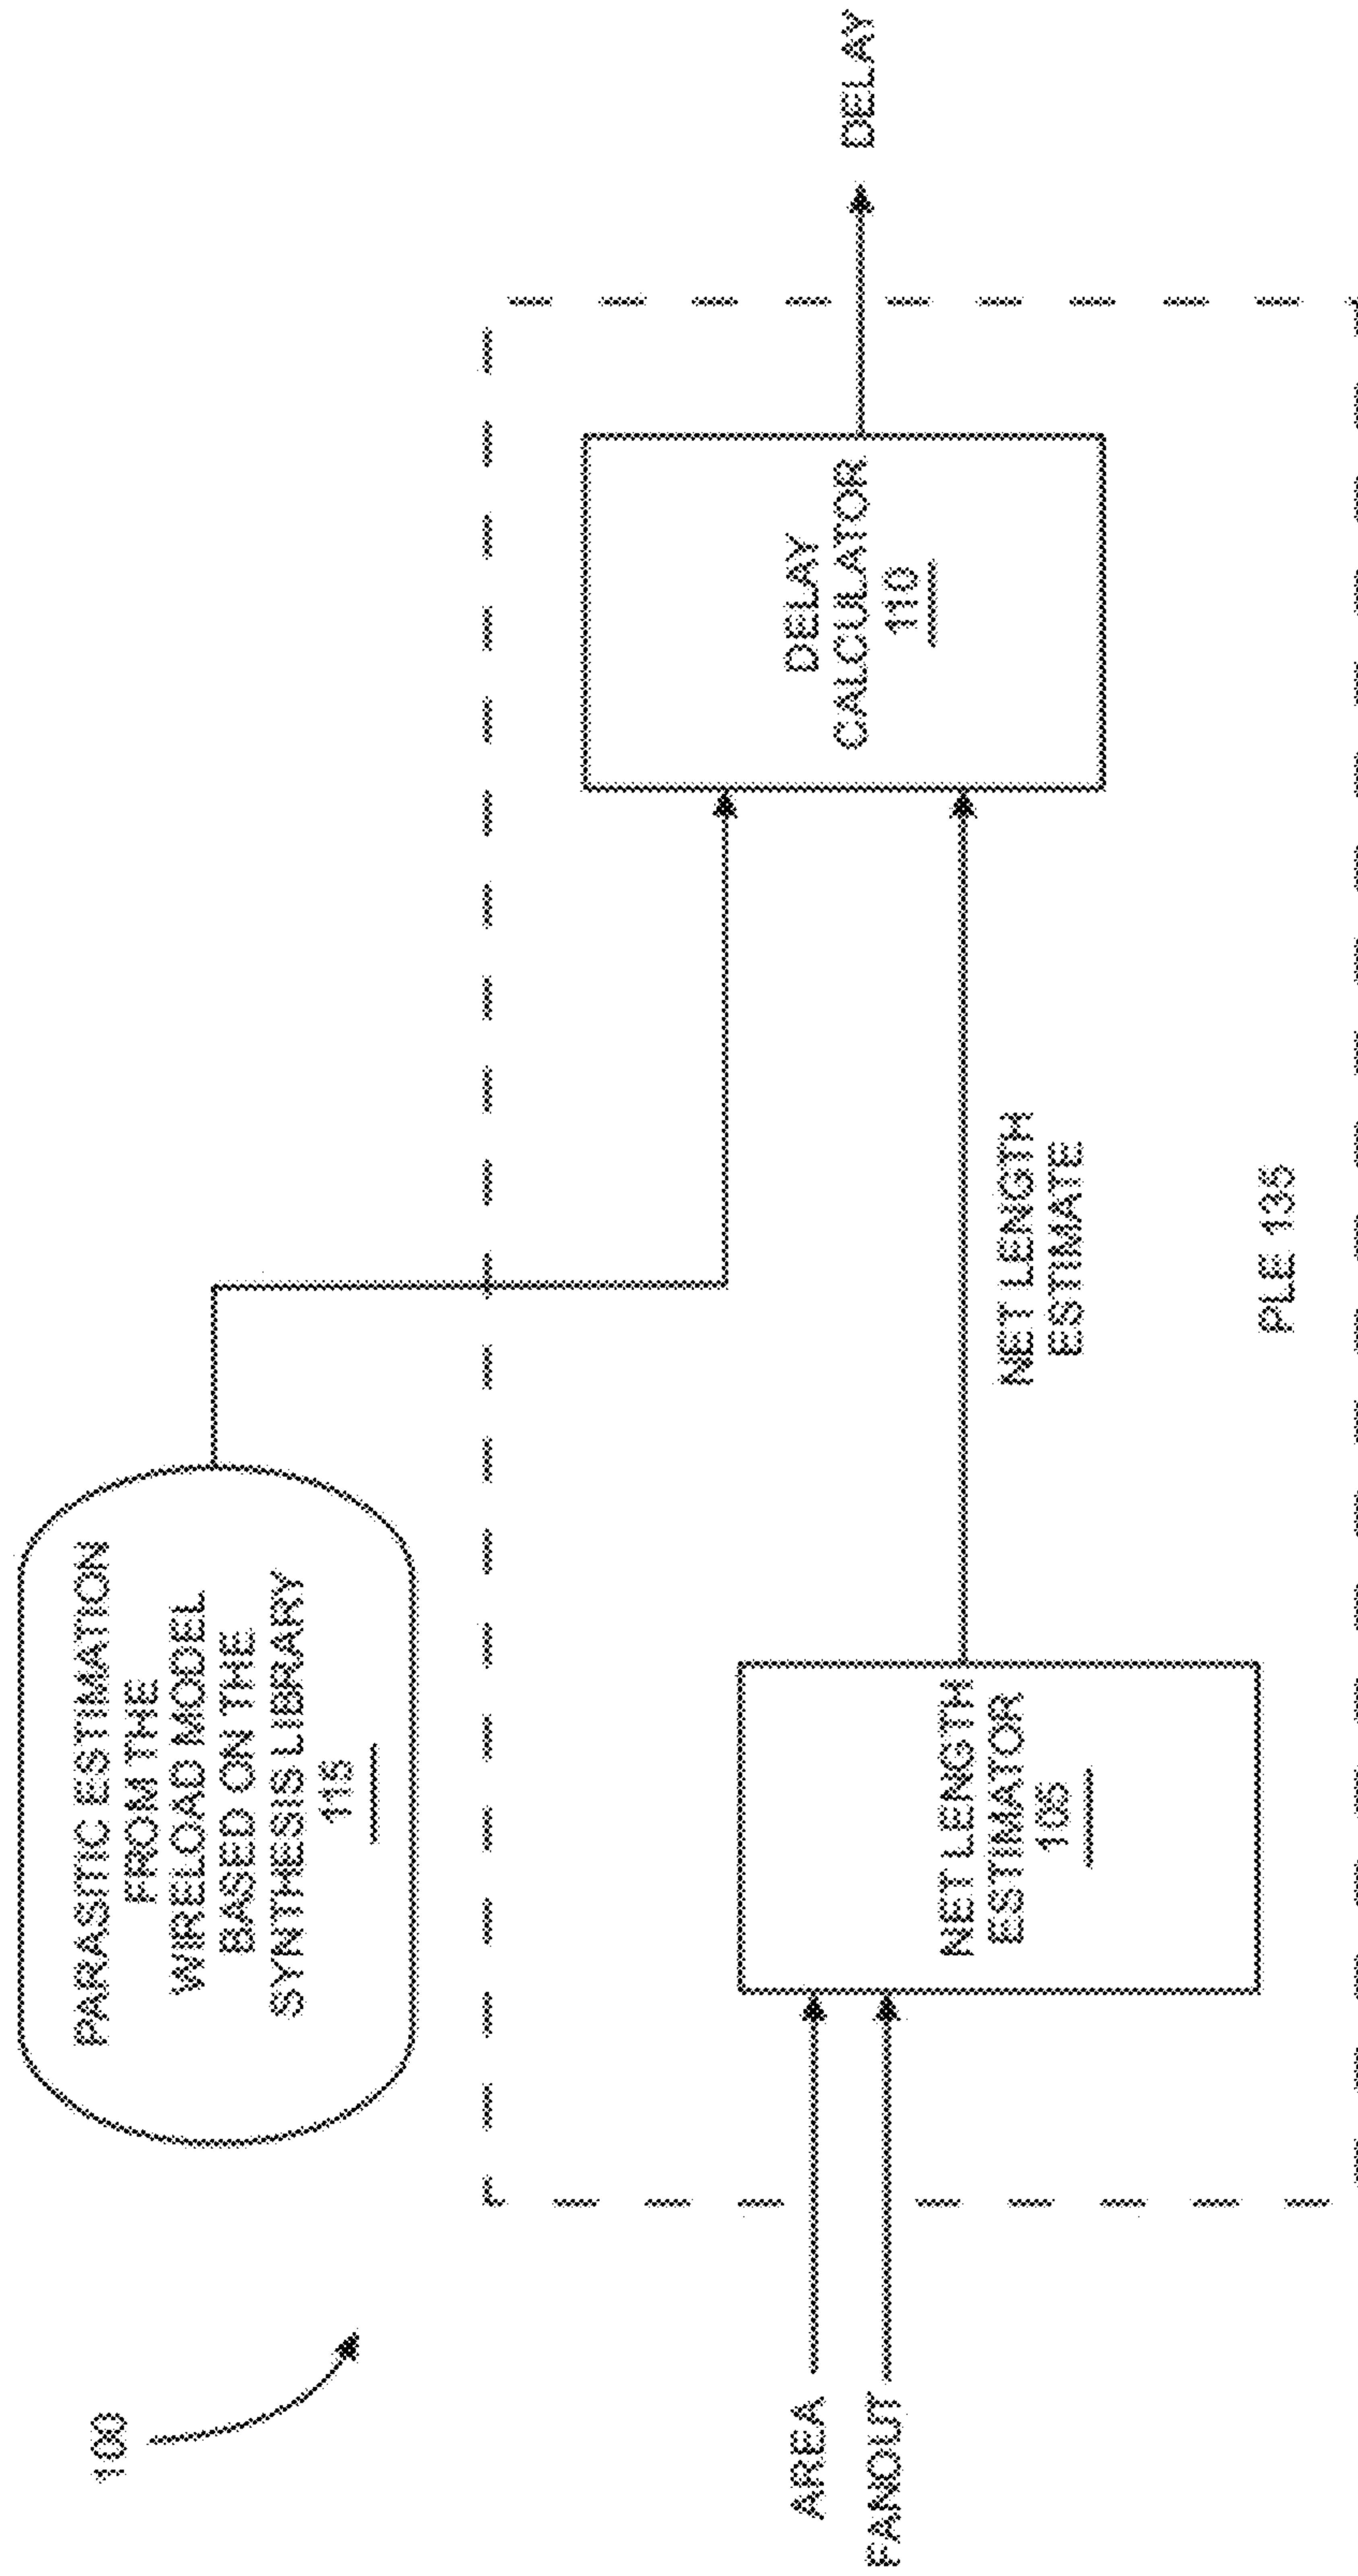 100
PARASITIC ESTIMATION
FROM THE
WIRELOAD MODEL
BASED ON THE
SYNTHESIS LIBRARY
115
AREA
FANOUT
NET LENGTH
ESTIMATOR
105
NET LENGTH
ESTIMATE
DELAY
CALCULATOR
110
DELAY
PLE 135